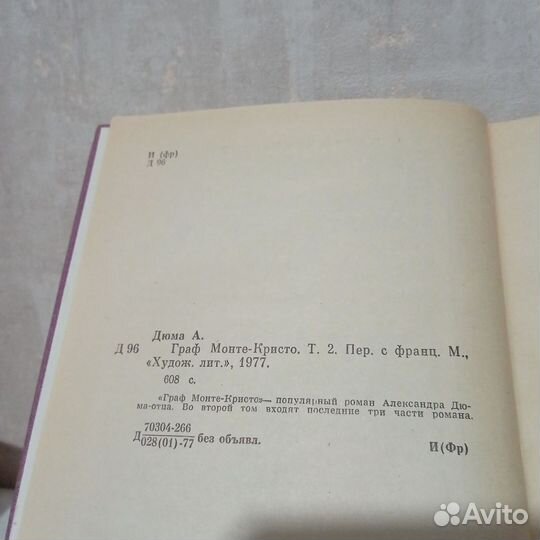 И (Фр)
Д 96
Дюма А.
Д 96 Граф Монте-Кристо. Т. 2. Пер. с франц. М.,
«Худож. лит.», 1977.
608 с.
«Граф Монте-Кристо»— популярный роман Александра Дю-
ма-отца. Во второй том входят последние три части романа.
70304-266
Д 028(01)-77 без объявл.
И(Фр)
Avito